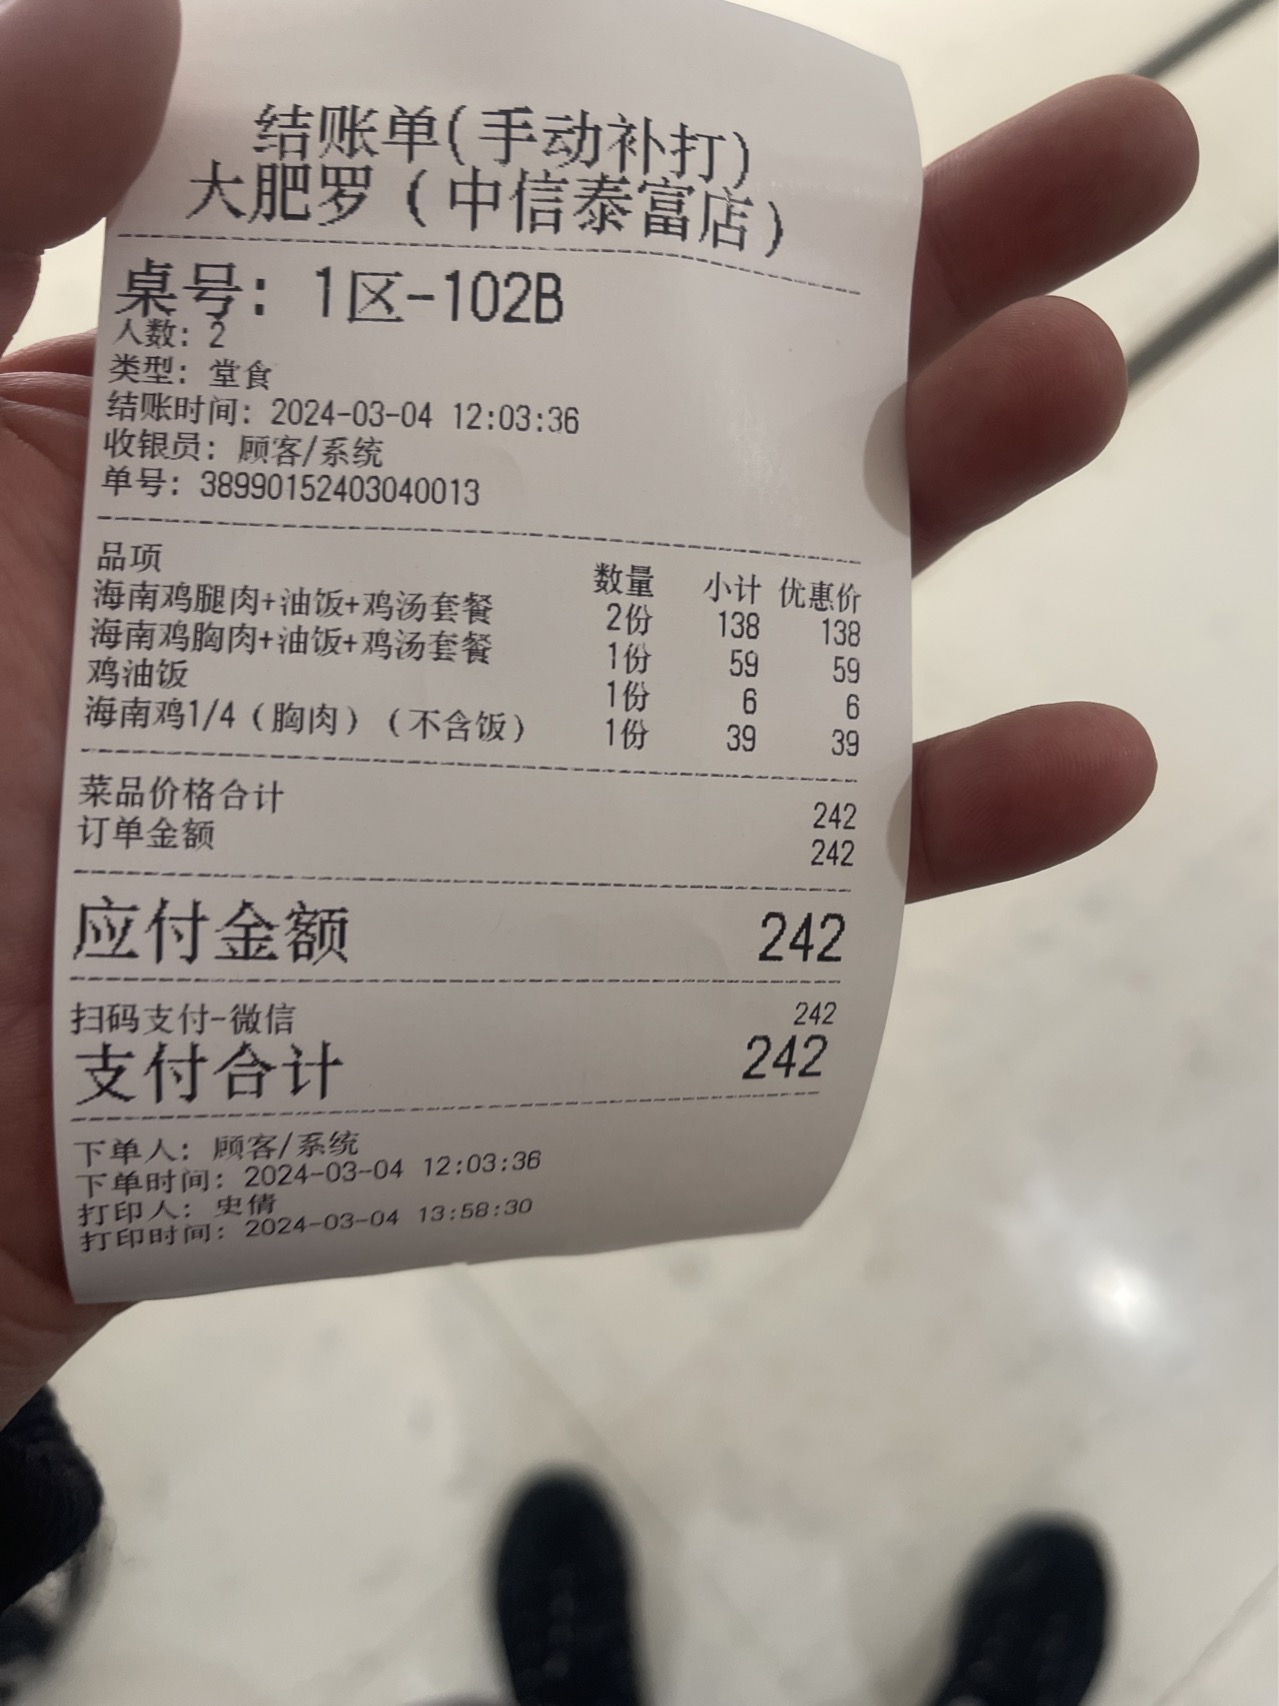 结账单(手动补打)
大肥罗（中信泰富店）
桌号: 1区-102B
人数: 2
类型: 堂食
结账时间: 2024-03-04 12:03:36
收银员: 顾客/系统
单号: 38990152403040013
品项 数量 小计 优惠价
海南鸡腿肉+油饭+鸡汤套餐 2份 138 138
海南鸡胸肉+油饭+鸡汤套餐 1份 59 59
鸡油饭 1份 6 6
海南鸡1/4（胸肉）（不含饭） 1份 39 39
菜品价格合计 242
订单金额 242
应付金额 242
扫码支付-微信 242
支付合计 242
下单人: 顾客/系统
下单时间: 2024-03-04 12:03:36
打印人: 史倩
打印时间: 2024-03-04 13:58:30